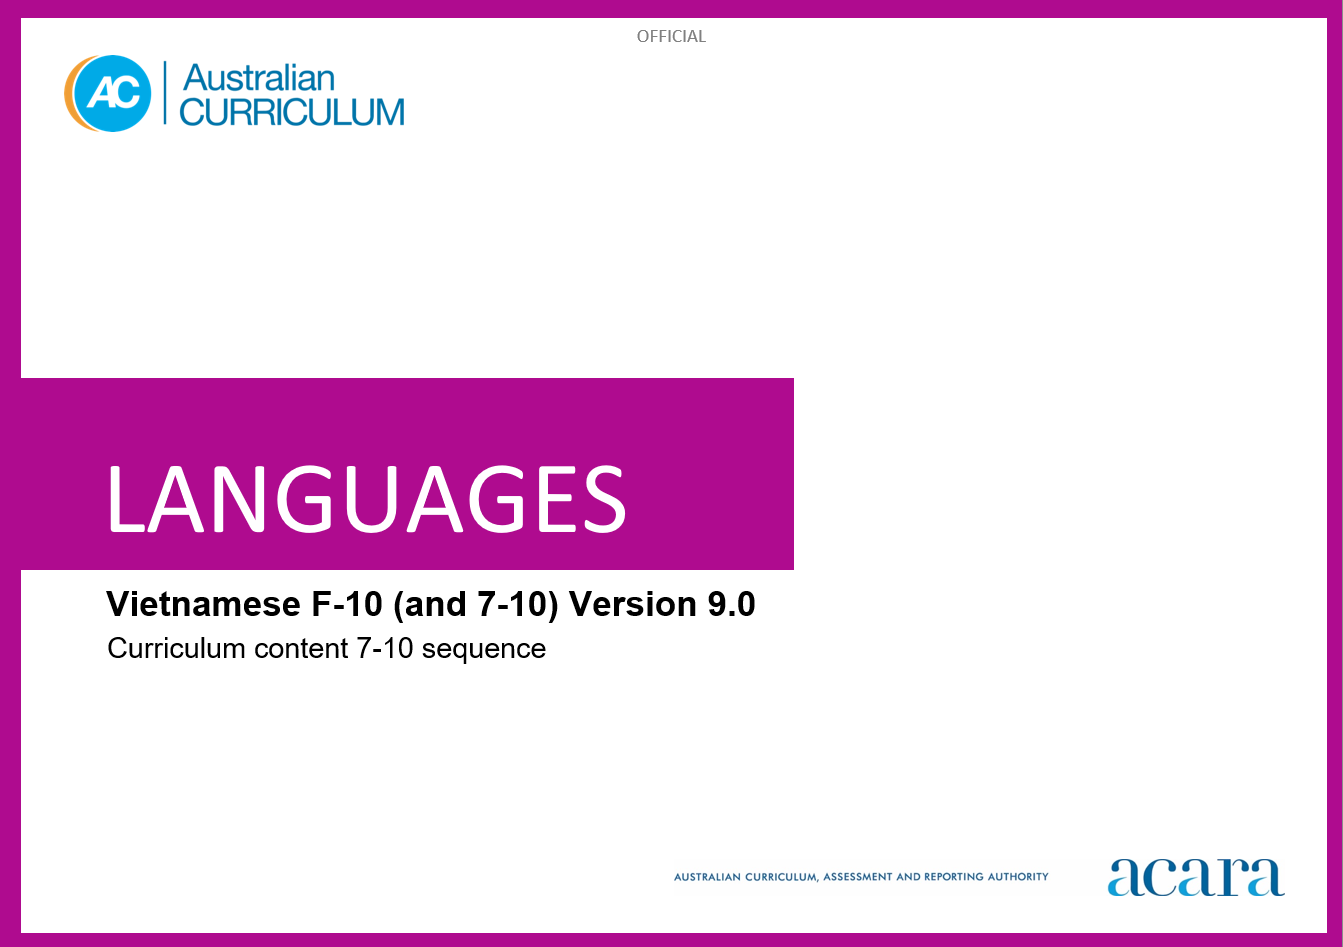 OFFICIAL
AC
Australian
CURRICULUM
LANGUAGES
Vietnamese F-10 (and 7-10) Version 9.0
Curriculum content 7-10 sequence
AUSTRALIAN CURRICULUM, ASSESSMENT AND REPORTING AUTHORITY
acara